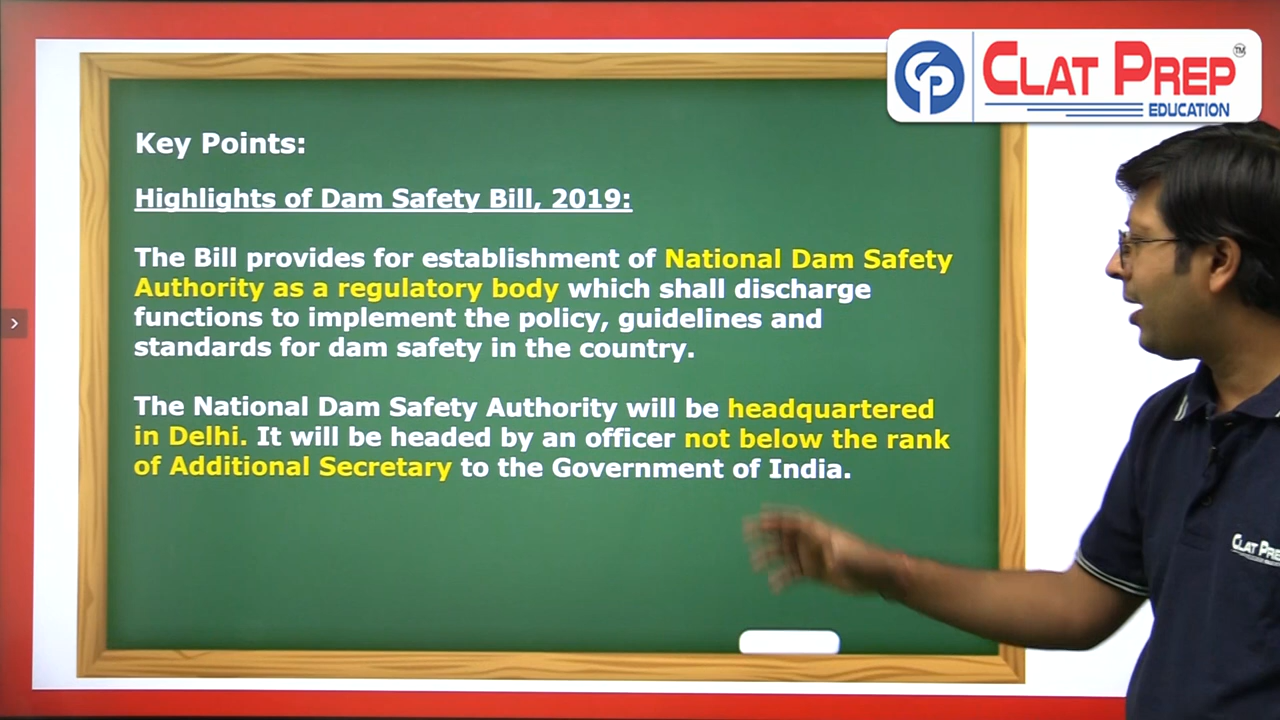 CLAT PREP
TM
EDUCATION
Key Points:
Highlights of Dam Safety Bill, 2019:
The Bill provides for establishment of National Dam Safety
Authority as a regulatory body which shall discharge
functions to implement the policy, guidelines and
standards for dam safety in the country.
The National Dam Safety Authority will be headquartered
in Delhi. It will be headed by an officer not below the rank
of Additional Secretary to the Government of India.
CLAT PRE